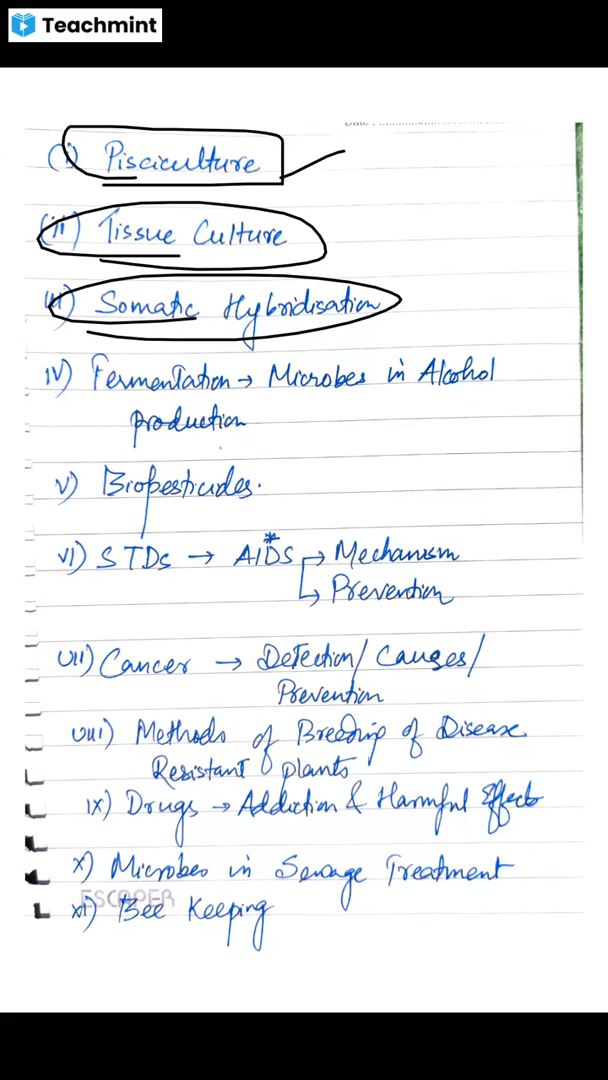 Teachmint
Date :
(i) Pisciculture
(ii) Tissue Culture
(iii) Somatic Hybridisation
iv) Fermentation → Microbes in Alcohol
production
v) Biopesticides.
vi) STDs → AIDS* → Mechanism
→ Prevention
vii) Cancer → Detection/ Causes/
Prevention
viii) Methods of Breeding of Disease
Resistant plants
ix) Drugs → Addiction & Harmful Effects
x) Microbes in Sewage Treatment
ESCAPER
xi) Bee Keeping